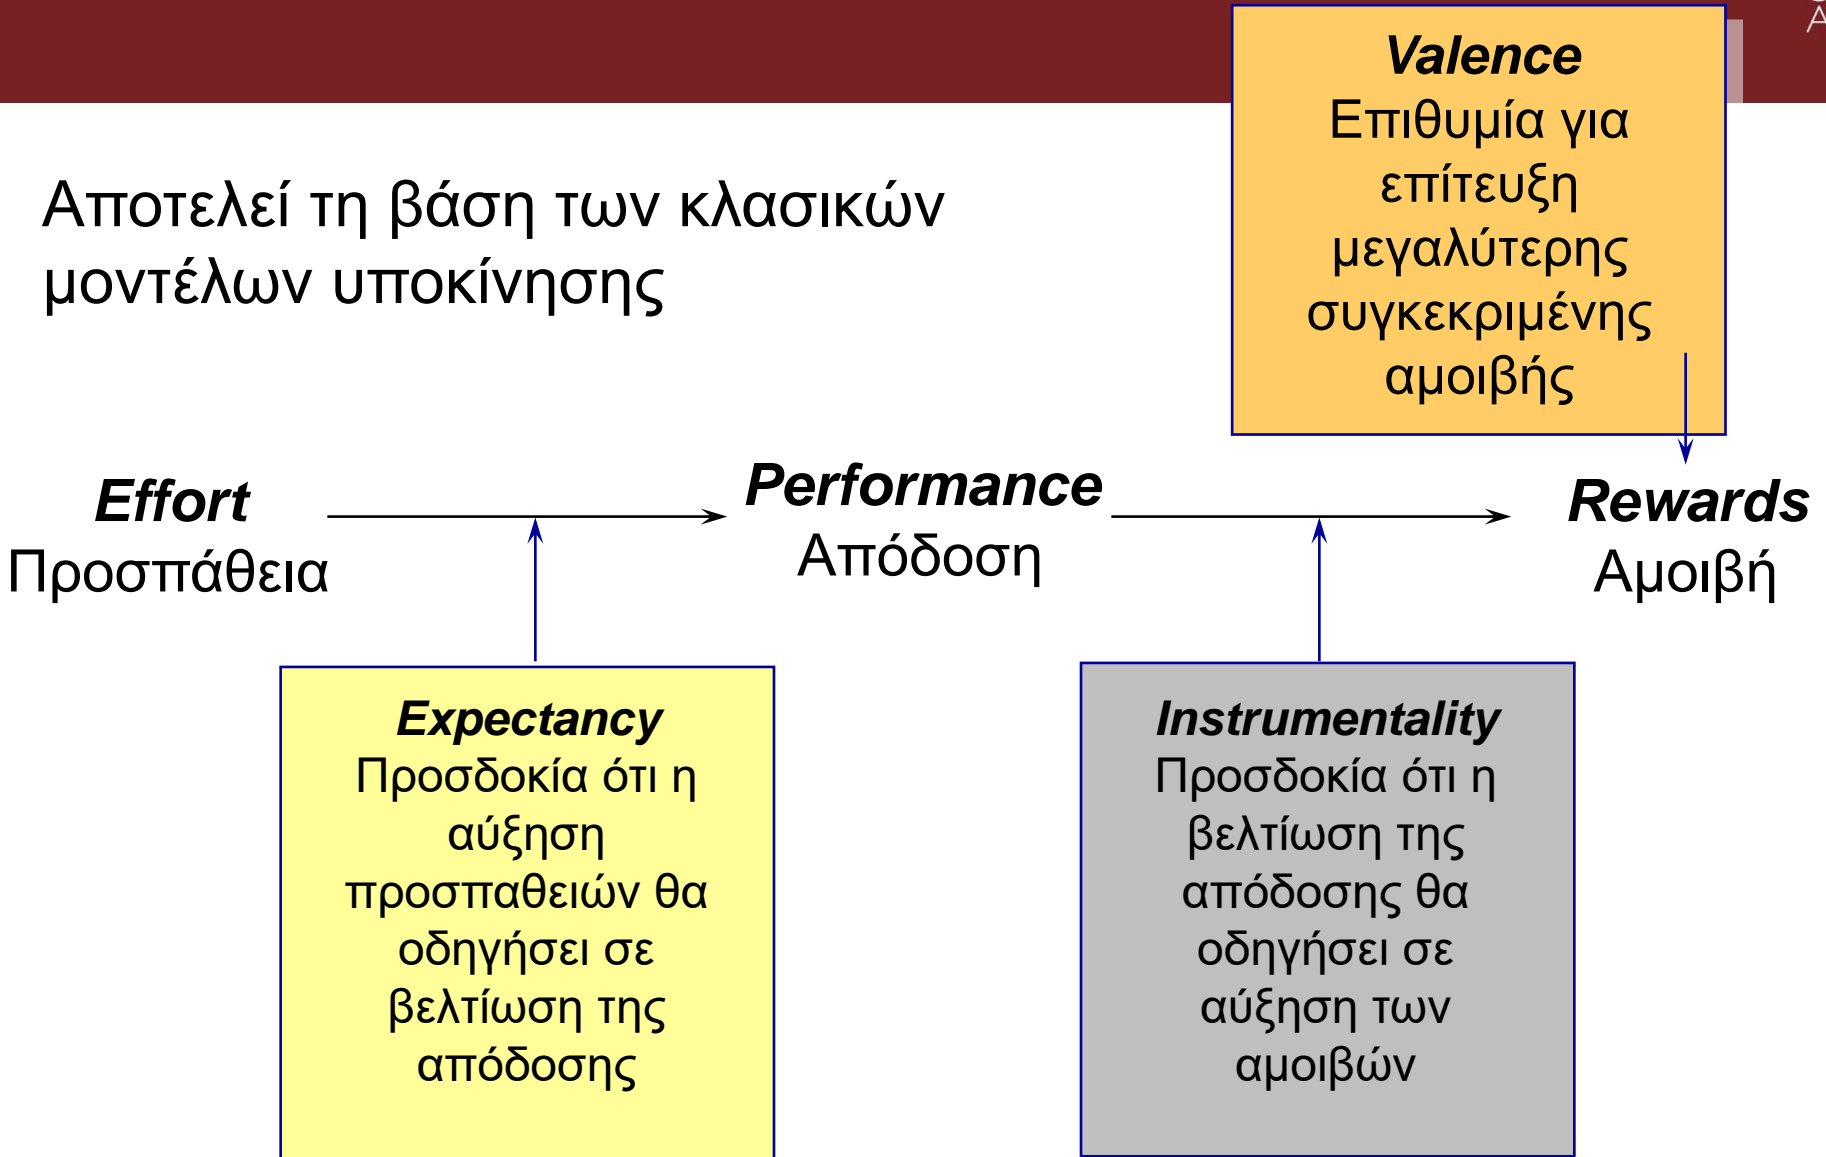 Valence
Επιθυμία για
επίτευξη
μεγαλύτερης
συγκεκριμένης
αμοιβής
Αποτελεί τη βάση των κλασικών
μοντέλων υποκίνησης
Effort
Προσπάθεια
Performance
Απόδοση
Rewards
Αμοιβή
Expectancy
Προσδοκία ότι η
αύξηση
προσπαθειών θα
οδηγήσει σε
βελτίωση της
απόδοσης
Instrumentality
Προσδοκία ότι η
βελτίωση της
απόδοσης θα
οδηγήσει σε
αύξηση των
αμοιβών